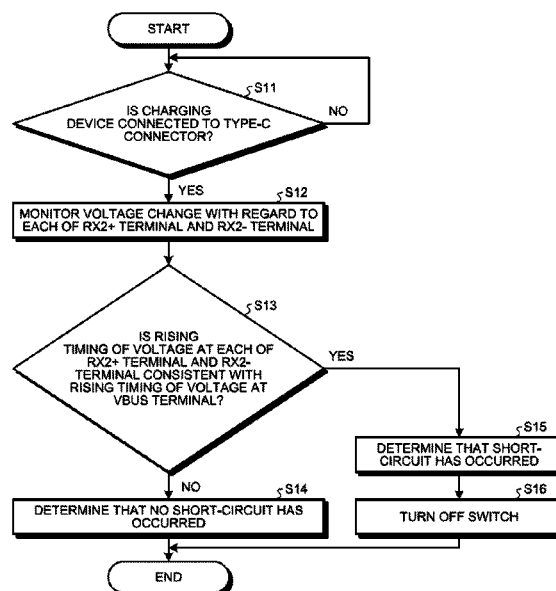 START
S11
IS CHARGING
DEVICE CONNECTED TO TYPE-C
CONNECTOR?
NO
YES
S12
MONITOR VOLTAGE CHANGE WITH REGARD TO
EACH OF RX2+ TERMINAL AND RX2- TERMINAL
S13
IS RISING
TIMING OF VOLTAGE AT EACH OF
RX2+ TERMINAL AND RX2-
TERMINAL CONSISTENT WITH
RISING TIMING OF VOLTAGE AT
VBUS TERMINAL?
YES
S15
DETERMINE THAT SHORT-
CIRCUIT HAS OCCURRED
NO
S14
DETERMINE THAT NO SHORT-CIRCUIT HAS
OCCURRED
S16
TURN OFF SWITCH
END